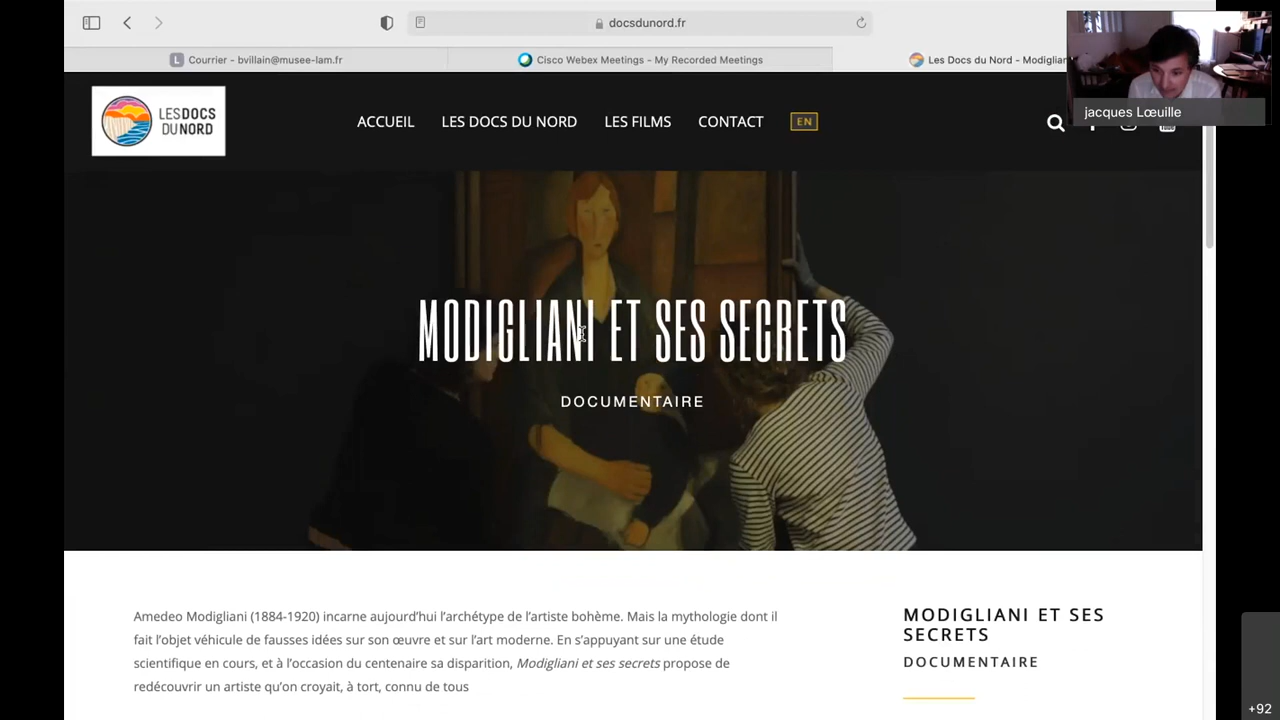 docsdunord.fr
L Courrier - bvillain@musee-lam.fr
Cisco Webex Meetings - My Recorded Meetings
Les Docs du Nord - Modiglian
jacques Lœuille
LESDOCS
DUNORD
ACCUEIL
LES DOCS DU NORD
LES FILMS
CONTACT
EN
MODIGLIANI ET SES SECRETS
DOCUMENTAIRE
Amedeo Modigliani (1884-1920) incarne aujourd'hui l'archétype de l'artiste bohème. Mais la mythologie dont il
fait l'objet véhicule de fausses idées sur son œuvre et sur l'art moderne. En s'appuyant sur une étude
scientifique en cours, et à l'occasion du centenaire sa disparition, Modigliani et ses secrets propose de
redécouvrir un artiste qu'on croyait, à tort, connu de tous
MODIGLIANI ET SES
SECRETS
DOCUMENTAIRE
+92